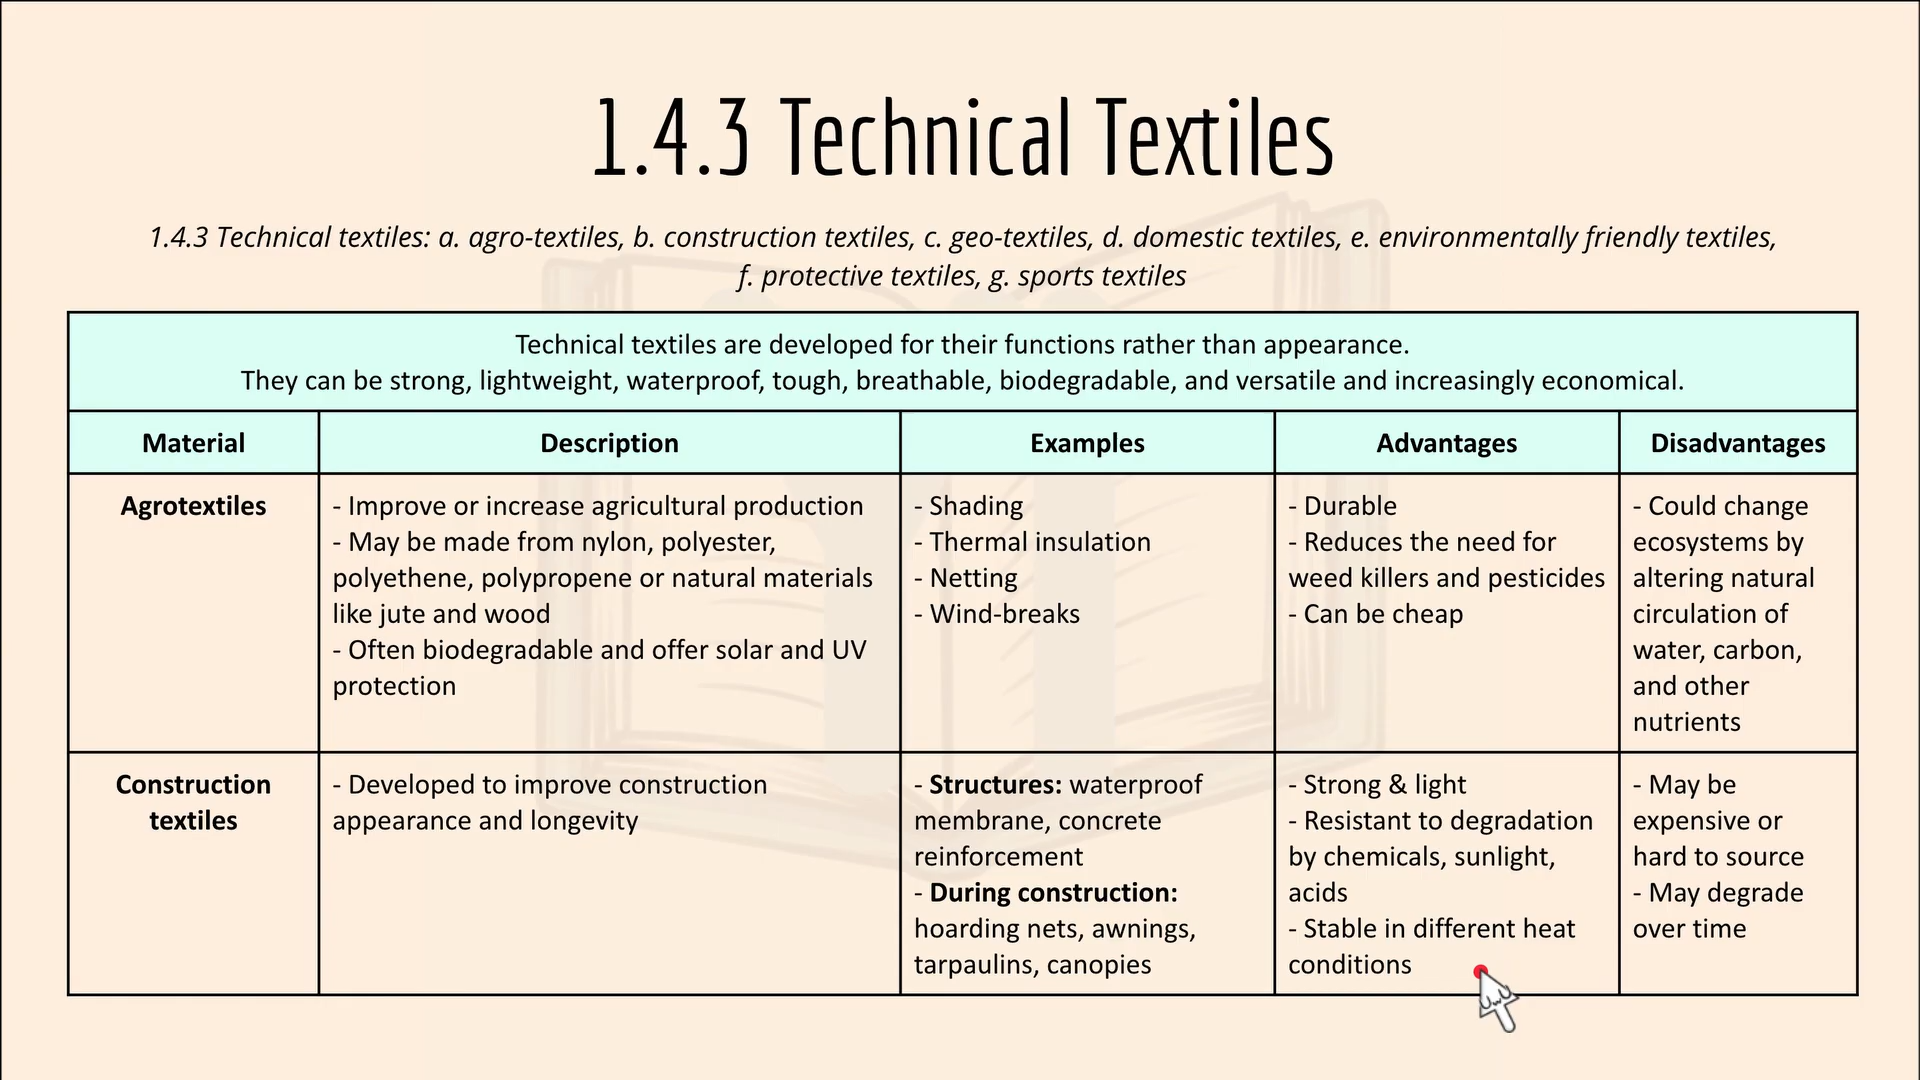 1.4.3 Technical Textiles
1.4.3 Technical textiles: a. agro-textiles, b. construction textiles, c. geo-textiles, d. domestic textiles, e. environmentally friendly textiles,
f. protective textiles, g. sports textiles
Technical textiles are developed for their functions rather than appearance.
They can be strong, lightweight, waterproof, tough, breathable, biodegradable, and versatile and increasingly economical.
Material
Description
Examples
Advantages
Disadvantages
Agrotextiles
- Improve or increase agricultural production
- May be made from nylon, polyester,
polyethene, polypropene or natural materials
like jute and wood
- Often biodegradable and offer solar and UV
protection
- Shading
- Thermal insulation
- Netting
- Wind-breaks
- Durable
- Reduces the need for
weed killers and pesticides
- Can be cheap
- Could change
ecosystems by
altering natural
circulation of
water, carbon,
and other
nutrients
Construction
textiles
- Developed to improve construction
appearance and longevity
- Structures: waterproof
membrane, concrete
reinforcement
- During construction:
hoarding nets, awnings,
tarpaulins, canopies
- Strong & light
- Resistant to degradation
by chemicals, sunlight,
acids
- Stable in different heat
conditions
- May be
expensive or
hard to source
- May degrade
over time